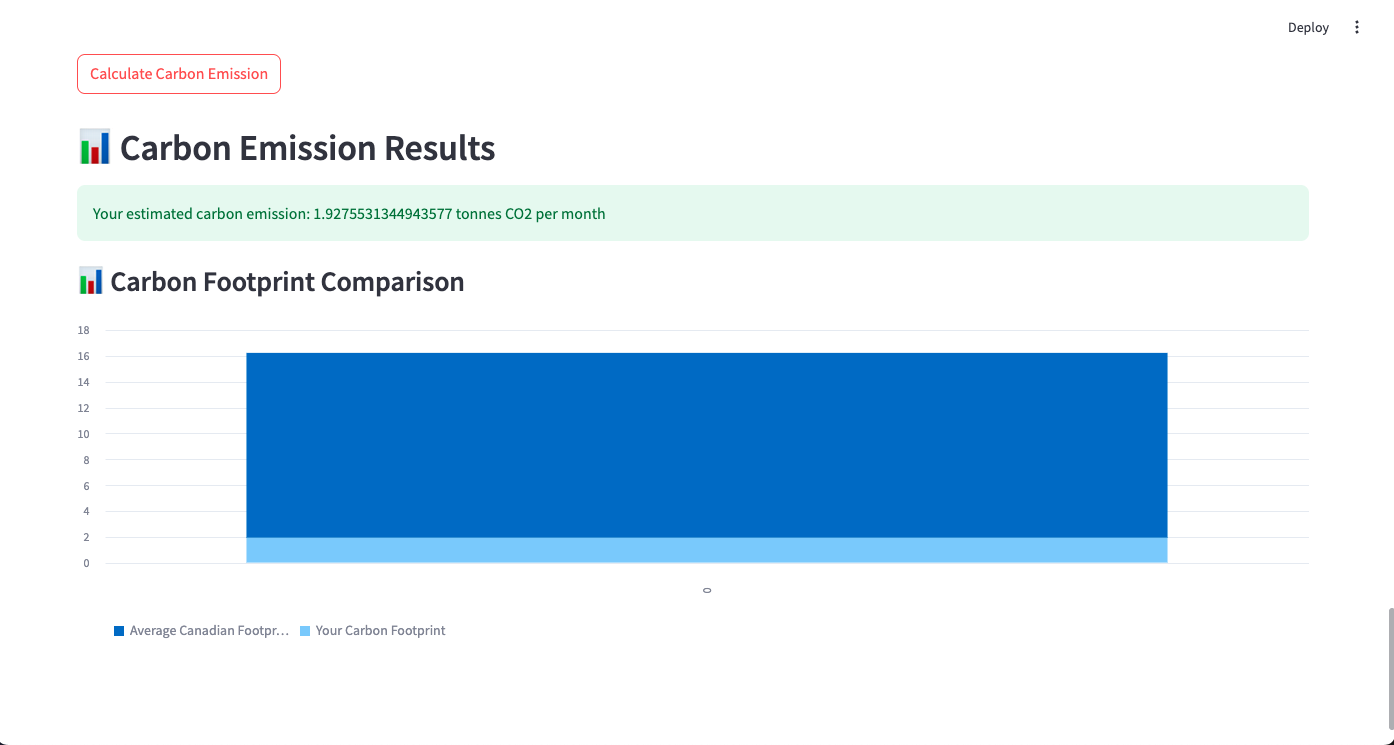 Deploy
Calculate Carbon Emission
Carbon Emission Results
Your estimated carbon emission: 1.9275531344943577 tonnes CO2 per month
Carbon Footprint Comparison
18
16
14
12
10
8
6
4
2
0
0
Average Canadian Footpr… Your Carbon Footprint